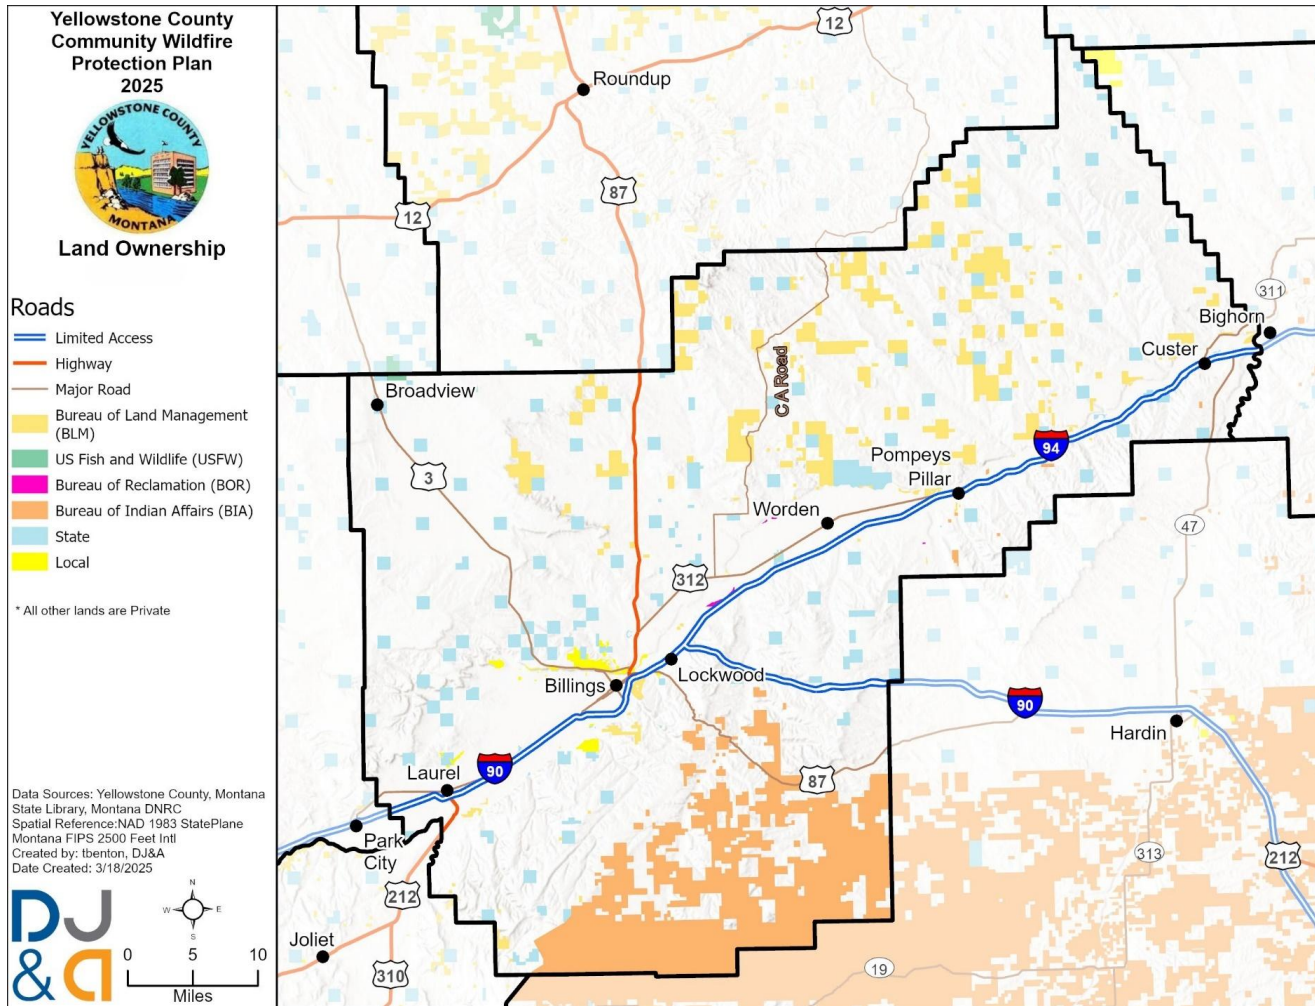 Yellowstone County
Community Wildfire
Protection Plan
2025
YELLOWSTONE COUNTY
MONTANA
Land Ownership
Roads
Limited Access
Highway
Major Road
Bureau of Land Management
(BLM)
US Fish and Wildlife (USFW)
Bureau of Reclamation (BOR)
Bureau of Indian Affairs (BIA)
State
Local
* All other lands are Private
Data Sources: Yellowstone County, Montana
State Library, Montana DNRC
Spatial Reference:NAD 1983 StatePlane
Montana FIPS 2500 Feet Intl
Created by: tbenton, DJ&A
Date Created: 3/18/2025
DJ
&a
N
W E
S
0 5 10
Miles
12
Roundup
87
12
311
Bighorn
Custer
Broadview
C A Road
94
3
Pompeys
Pillar
Worden
47
312
Billings
Lockwood
90
Hardin
Laurel
90
87
Park
City
313
212
212
Joliet
310
19